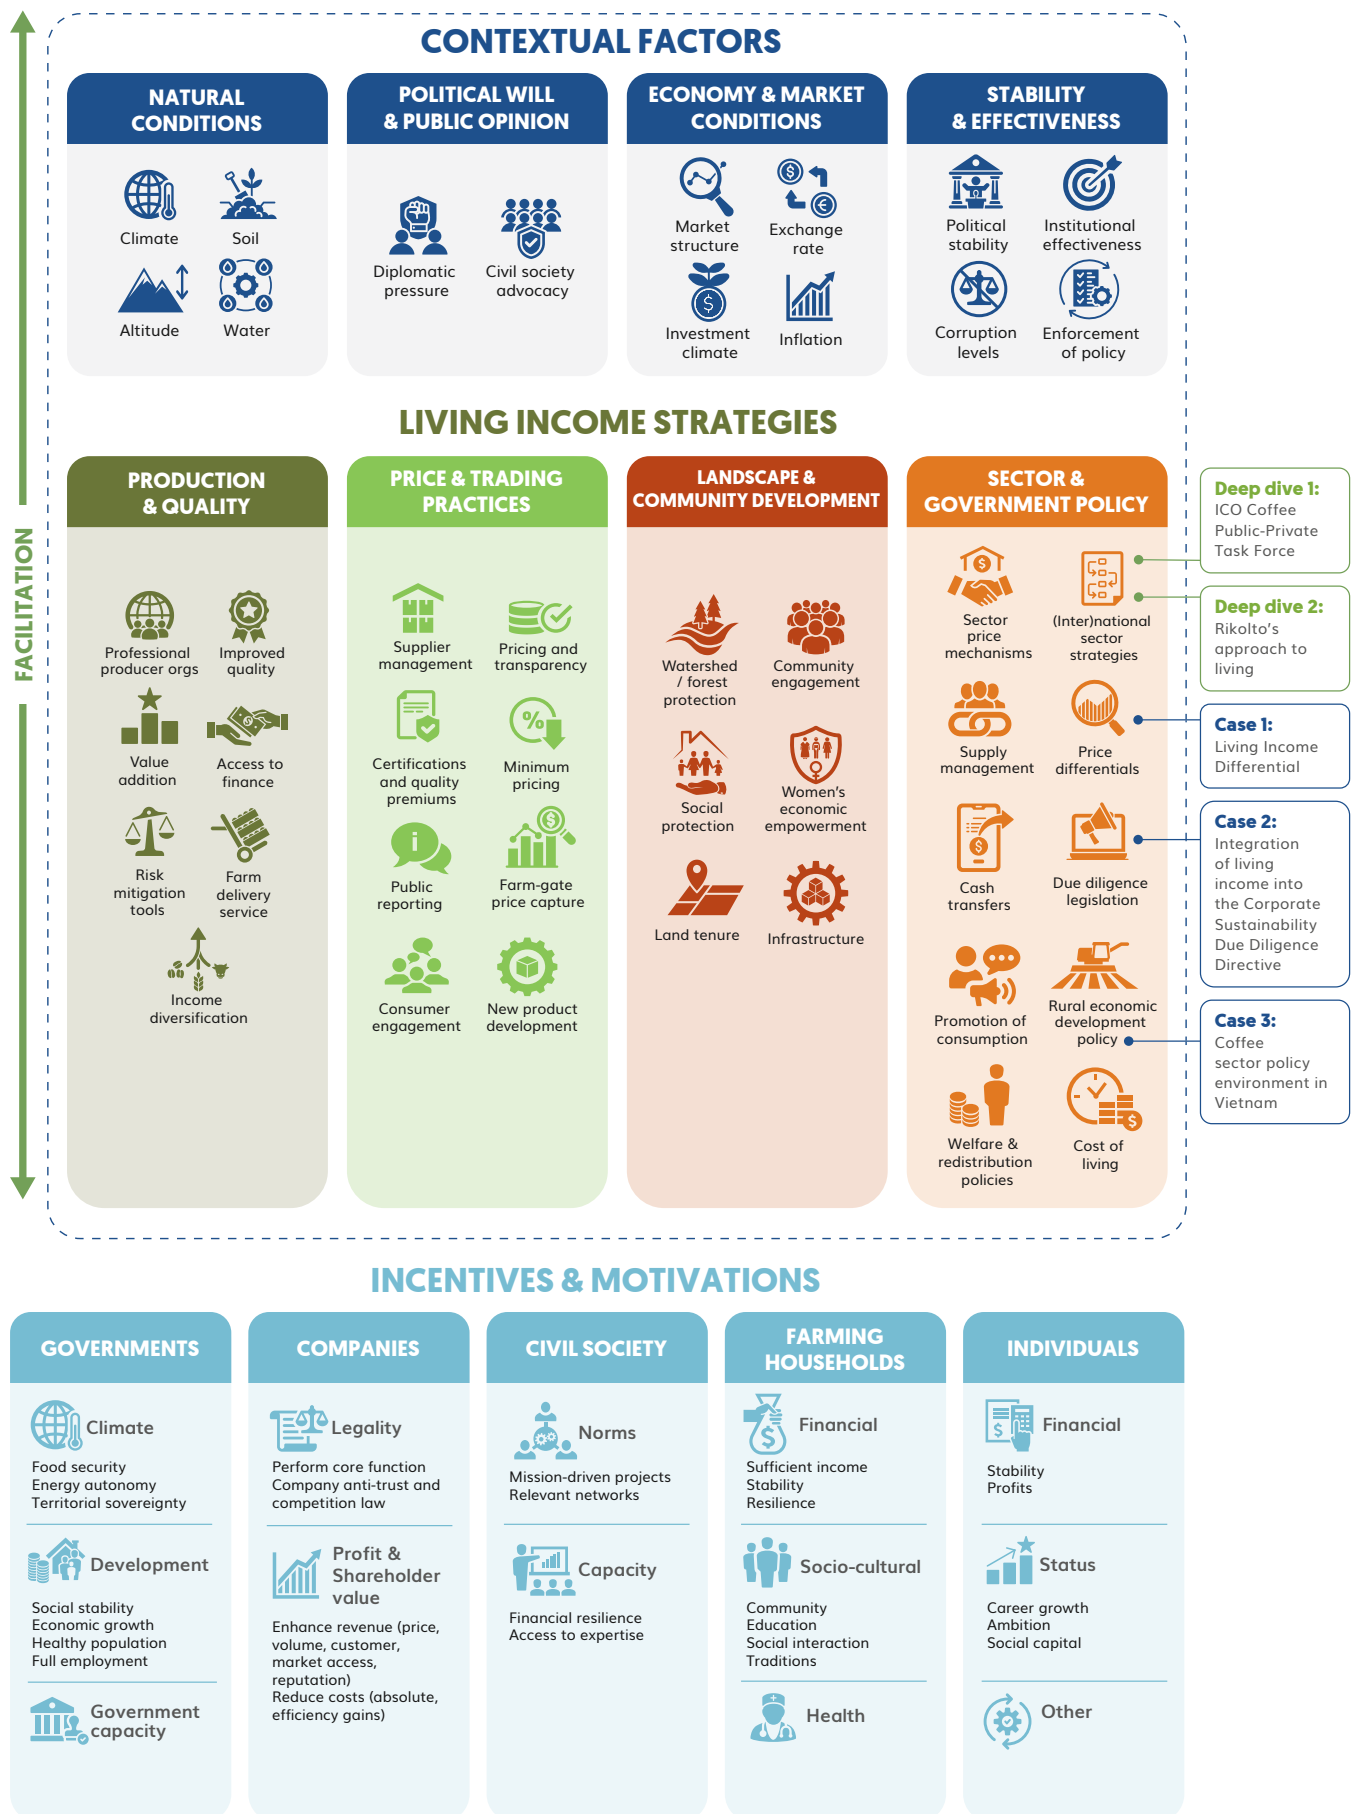 CONTEXTUAL FACTORS
NATURAL
CONDITIONS
Climate
Soil
Altitude
Water
POLITICAL WILL
& PUBLIC OPINION
Diplomatic
pressure
Civil society
advocacy
ECONOMY & MARKET
CONDITIONS
Market
structure
Exchange
rate
Investment
climate
Inflation
STABILITY
& EFFECTIVENESS
Political
stability
Institutional
effectiveness
Corruption
levels
Enforcement
of policy
FACILITATION
LIVING INCOME STRATEGIES
PRODUCTION
& QUALITY
Professional
producer orgs
Improved
quality
Value
addition
Access to
finance
Risk
mitigation
tools
Farm
delivery
service
Income
diversification
PRICE & TRADING
PRACTICES
Supplier
management
Pricing and
transparency
Certifications
and quality
premiums
Minimum
pricing
Public
reporting
Farm-gate
price capture
Consumer
engagement
New product
development
LANDSCAPE &
COMMUNITY DEVELOPMENT
Watershed
/ forest
protection
Community
engagement
Social
protection
Women's
economic
empowerment
Land tenure
Infrastructure
SECTOR &
GOVERNMENT POLICY
Sector
price
mechanisms
(Inter)national
sector
strategies
Supply
management
Price
differentials
Cash
transfers
Due diligence
legislation
Promotion of
consumption
Rural economic
development
policy
Welfare &
redistribution
policies
Cost of
living
Deep dive 1:
ICO Coffee
Public-Private
Task Force
Deep dive 2:
Rikolto's
approach to
living
Case 1:
Living Income
Differential
Case 2:
Integration
of living
income into
the Corporate
Sustainability
Due Diligence
Directive
Case 3:
Coffee
sector policy
environment in
Vietnam
INCENTIVES & MOTIVATIONS
GOVERNMENTS
Climate
Food security
Energy autonomy
Territorial sovereignty
Development
Social stability
Economic growth
Healthy population
Full employment
Government
capacity
COMPANIES
Legality
Perform core function
Company anti-trust and
competition law
Profit &
Shareholder
value
Enhance revenue (price,
volume, customer,
market access,
reputation)
Reduce costs (absolute,
efficiency gains)
CIVIL SOCIETY
Norms
Mission-driven projects
Relevant networks
Capacity
Financial resilience
Access to expertise
FARMING
HOUSEHOLDS
Financial
Sufficient income
Stability
Resilience
Socio-cultural
Community
Education
Social interaction
Traditions
Health
INDIVIDUALS
Financial
Stability
Profits
Status
Career growth
Ambition
Social capital
Other